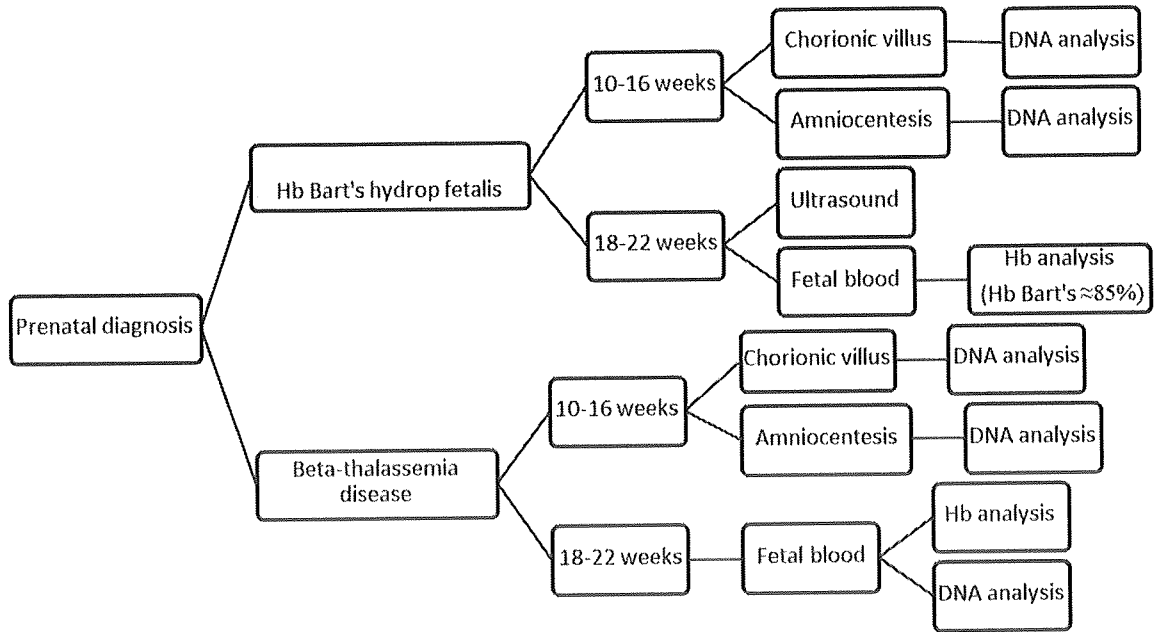 Prenatal diagnosis
Hb Bart's hydrop fetalis
10-16 weeks
Chorionic villus
DNA analysis
Amniocentesis
DNA analysis
18-22 weeks
Ultrasound
Fetal blood
Hb analysis
(Hb Bart's ≈85%)
Beta-thalassemia
disease
10-16 weeks
Chorionic villus
DNA analysis
Amniocentesis
DNA analysis
18-22 weeks
Fetal blood
Hb analysis
DNA analysis